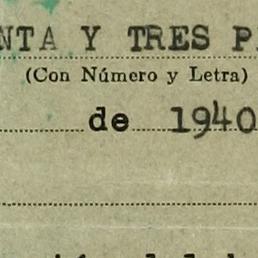 NTA Y TRES P
(Con Número y Letra)
de 1940